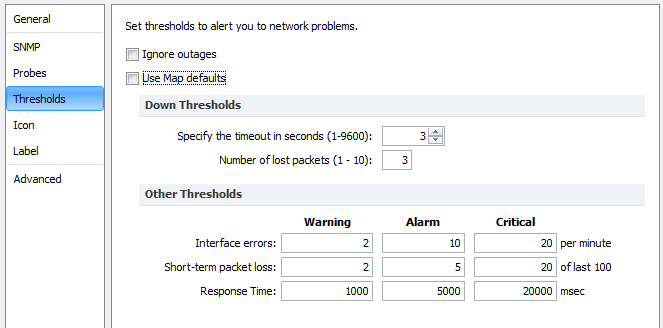 General
SNMP
Probes
Thresholds
Icon
Label
Advanced
Set thresholds to alert you to network problems.
Ignore outages
Use Map defaults
Down Thresholds
Specify the timeout in seconds (1-9600): 3
Number of lost packets (1 - 10): 3
Other Thresholds
Warning Alarm Critical
Interface errors: 2 10 20 per minute
Short-term packet loss: 2 5 20 of last 100
Response Time: 1000 5000 20000 msec